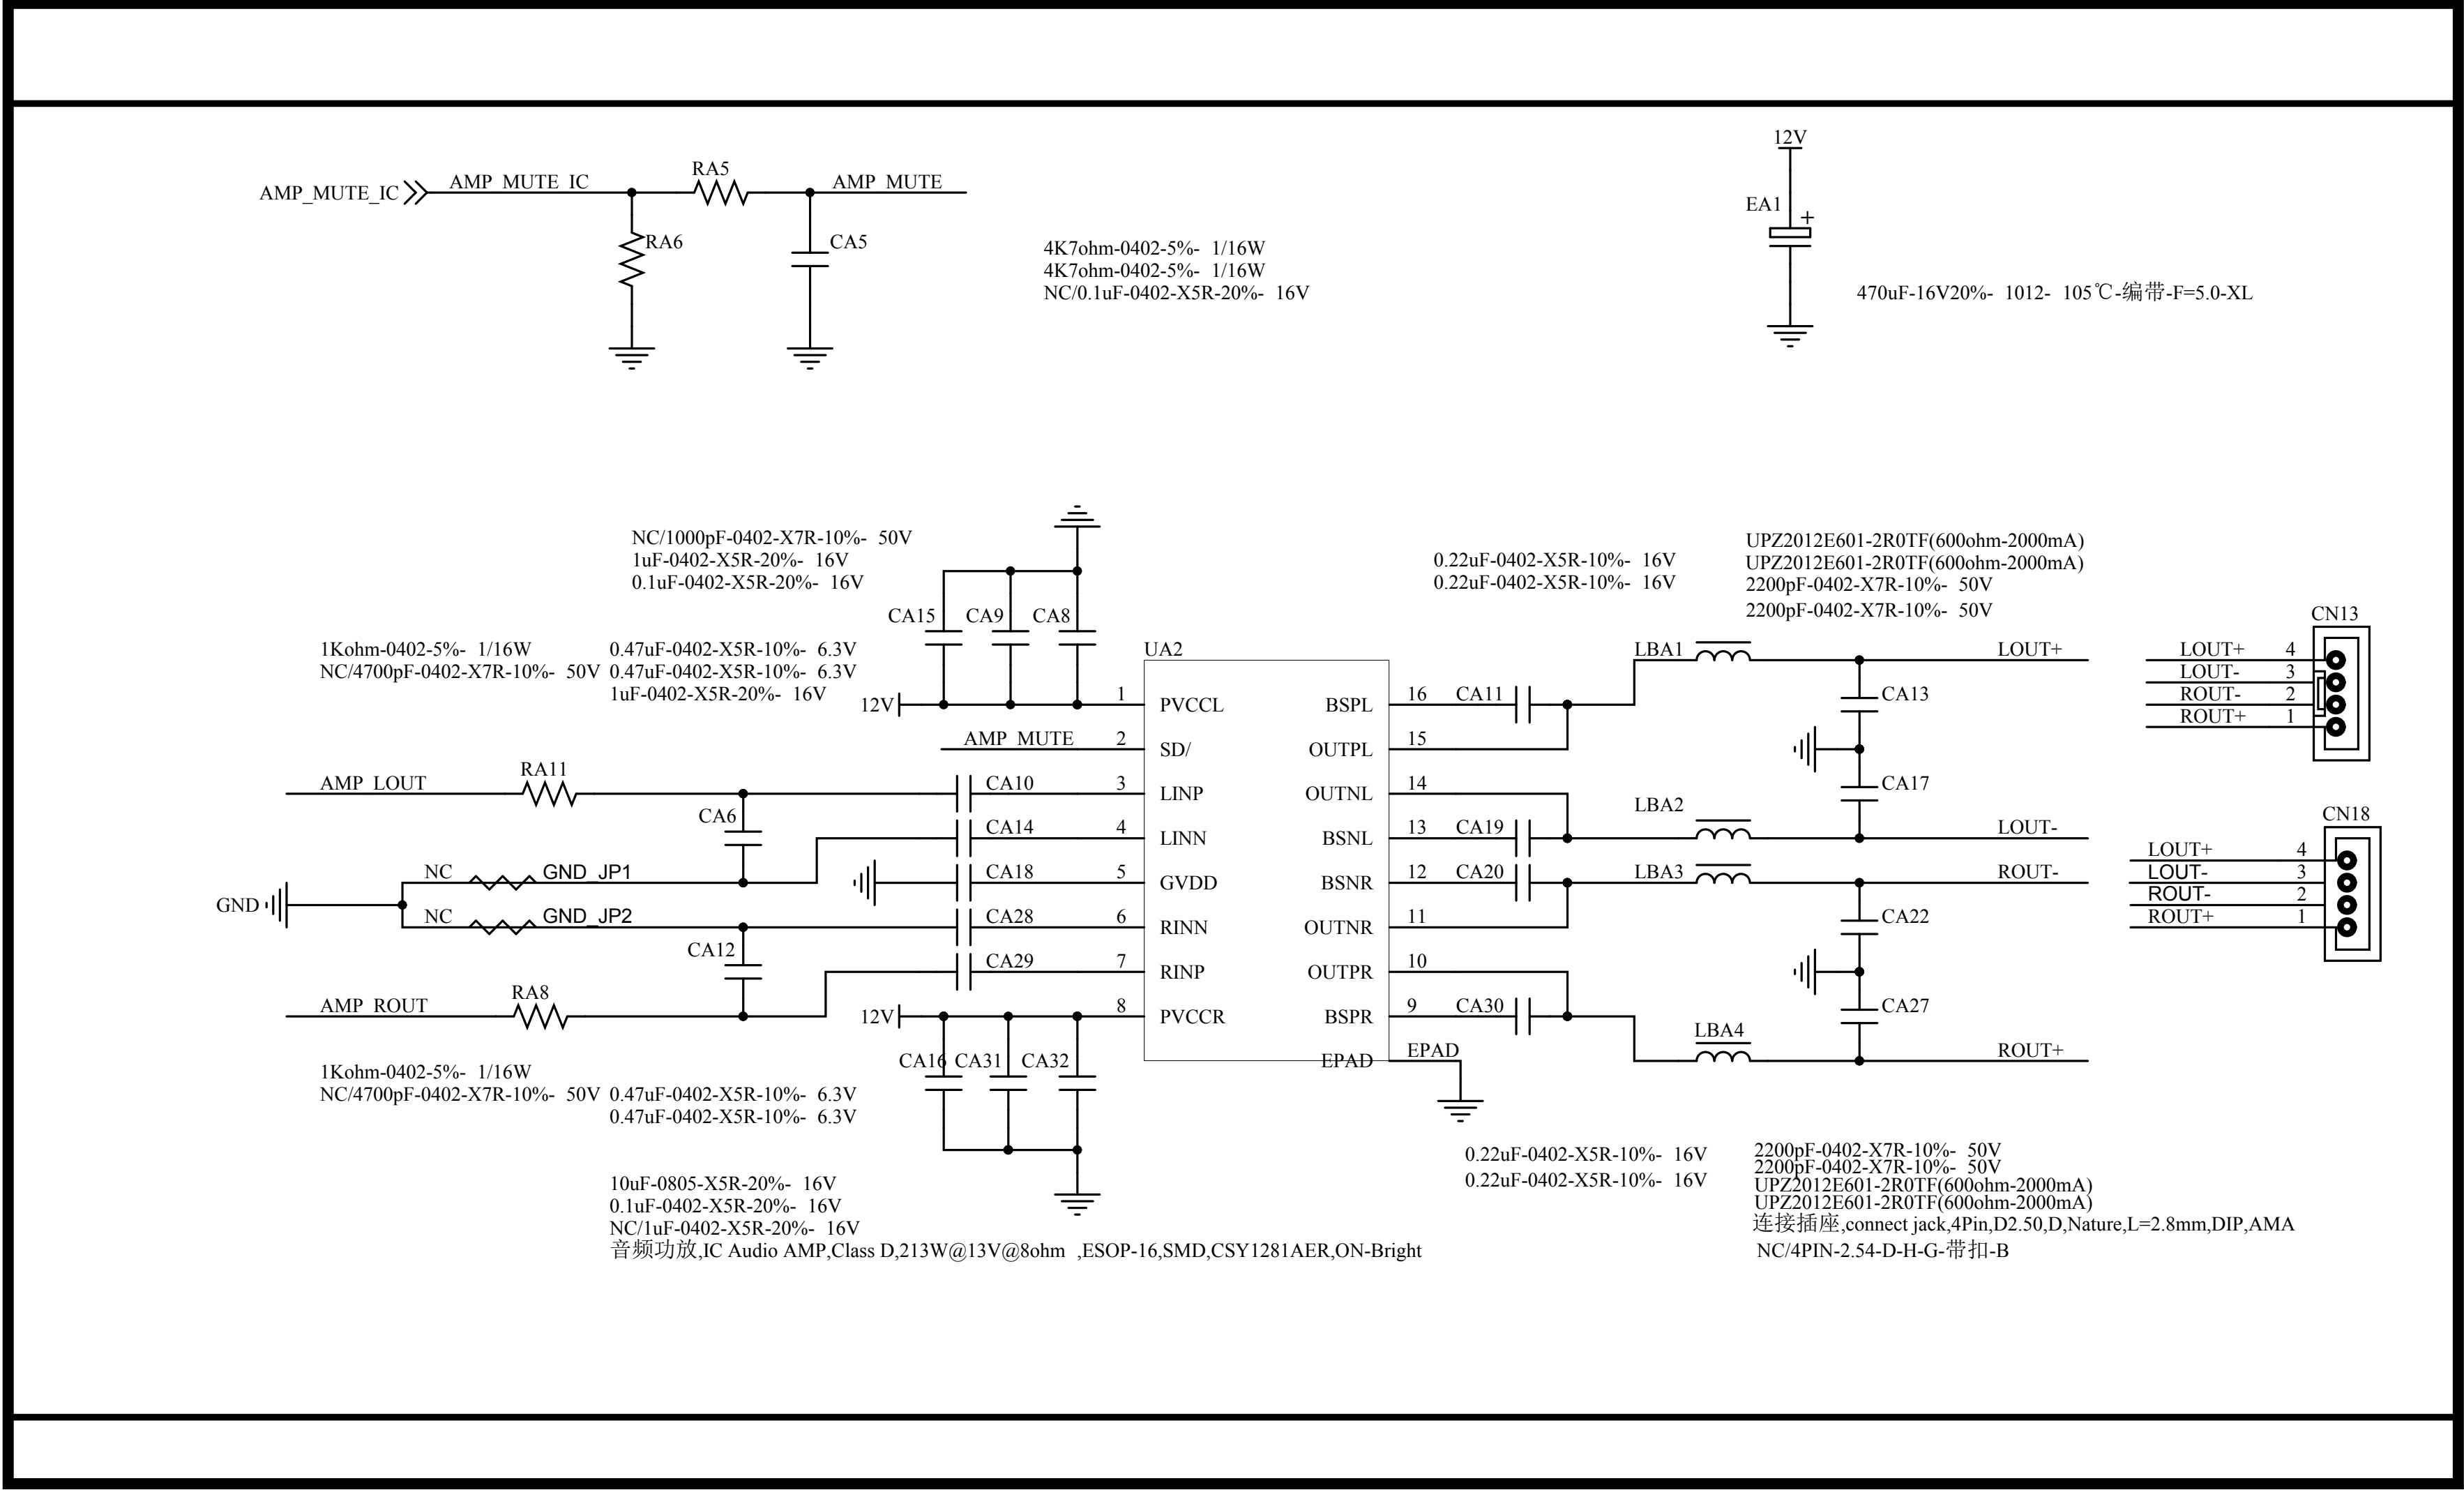 12V
RA5
AMP_MUTE_IC
AMP_MUTE_IC
AMP_MUTE
EA1
+
RA6
CA5
4K7ohm-0402-5%- 1/16W
4K7ohm-0402-5%- 1/16W
NC/0.1uF-0402-X5R-20%- 16V
470uF-16V20%- 1012- 105℃-编带-F=5.0-XL
NC/1000pF-0402-X7R-10%- 50V
1uF-0402-X5R-20%- 16V
0.1uF-0402-X5R-20%- 16V
0.22uF-0402-X5R-10%- 16V
0.22uF-0402-X5R-10%- 16V
UPZ2012E601-2R0TF(600ohm-2000mA)
UPZ2012E601-2R0TF(600ohm-2000mA)
2200pF-0402-X7R-10%- 50V
2200pF-0402-X7R-10%- 50V
CA15
CA9
CA8
CN13
1Kohm-0402-5%- 1/16W
NC/4700pF-0402-X7R-10%- 50V
0.47uF-0402-X5R-10%- 6.3V
0.47uF-0402-X5R-10%- 6.3V
1uF-0402-X5R-20%- 16V
UA2
LBA1
LOUT+
LOUT+ 4
LOUT- 3
ROUT- 2
ROUT+ 1
12V
1 PVCCL
BSPL 16
CA11
CA13
AMP_MUTE
2 SD/
OUTPL 15
AMP_LOUT
RA11
CA10
3 LINP
OUTNL 14
CA17
LBA2
CA6
CA14
4 LINN
BSNL 13
CA19
LOUT-
CN18
LOUT+ 4
LOUT- 3
ROUT- 2
ROUT+ 1
GND
NC
GND_JP1
CA18
5 GVDD
BSNR 12
CA20
LBA3
ROUT-
NC
GND_JP2
CA28
6 RINN
OUTNR 11
CA22
CA12
CA29
7 RINP
OUTPR 10
AMP_ROUT
RA8
12V
8 PVCCR
BSPR 9
CA30
CA27
LBA4
CA16
CA31
CA32
EPAD
EPAD
ROUT+
1Kohm-0402-5%- 1/16W
NC/4700pF-0402-X7R-10%- 50V
0.47uF-0402-X5R-10%- 6.3V
0.47uF-0402-X5R-10%- 6.3V
0.22uF-0402-X5R-10%- 16V
0.22uF-0402-X5R-10%- 16V
2200pF-0402-X7R-10%- 50V
2200pF-0402-X7R-10%- 50V
UPZ2012E601-2R0TF(600ohm-2000mA)
UPZ2012E601-2R0TF(600ohm-2000mA)
连接插座,connect jack,4Pin,D2.50,D,Nature,L=2.8mm,DIP,AMA
NC/4PIN-2.54-D-H-G-带扣-B
10uF-0805-X5R-20%- 16V
0.1uF-0402-X5R-20%- 16V
NC/1uF-0402-X5R-20%- 16V
音频功放,IC Audio AMP,Class D,213W@13V@8ohm ,ESOP-16,SMD,CSY1281AER,ON-Bright